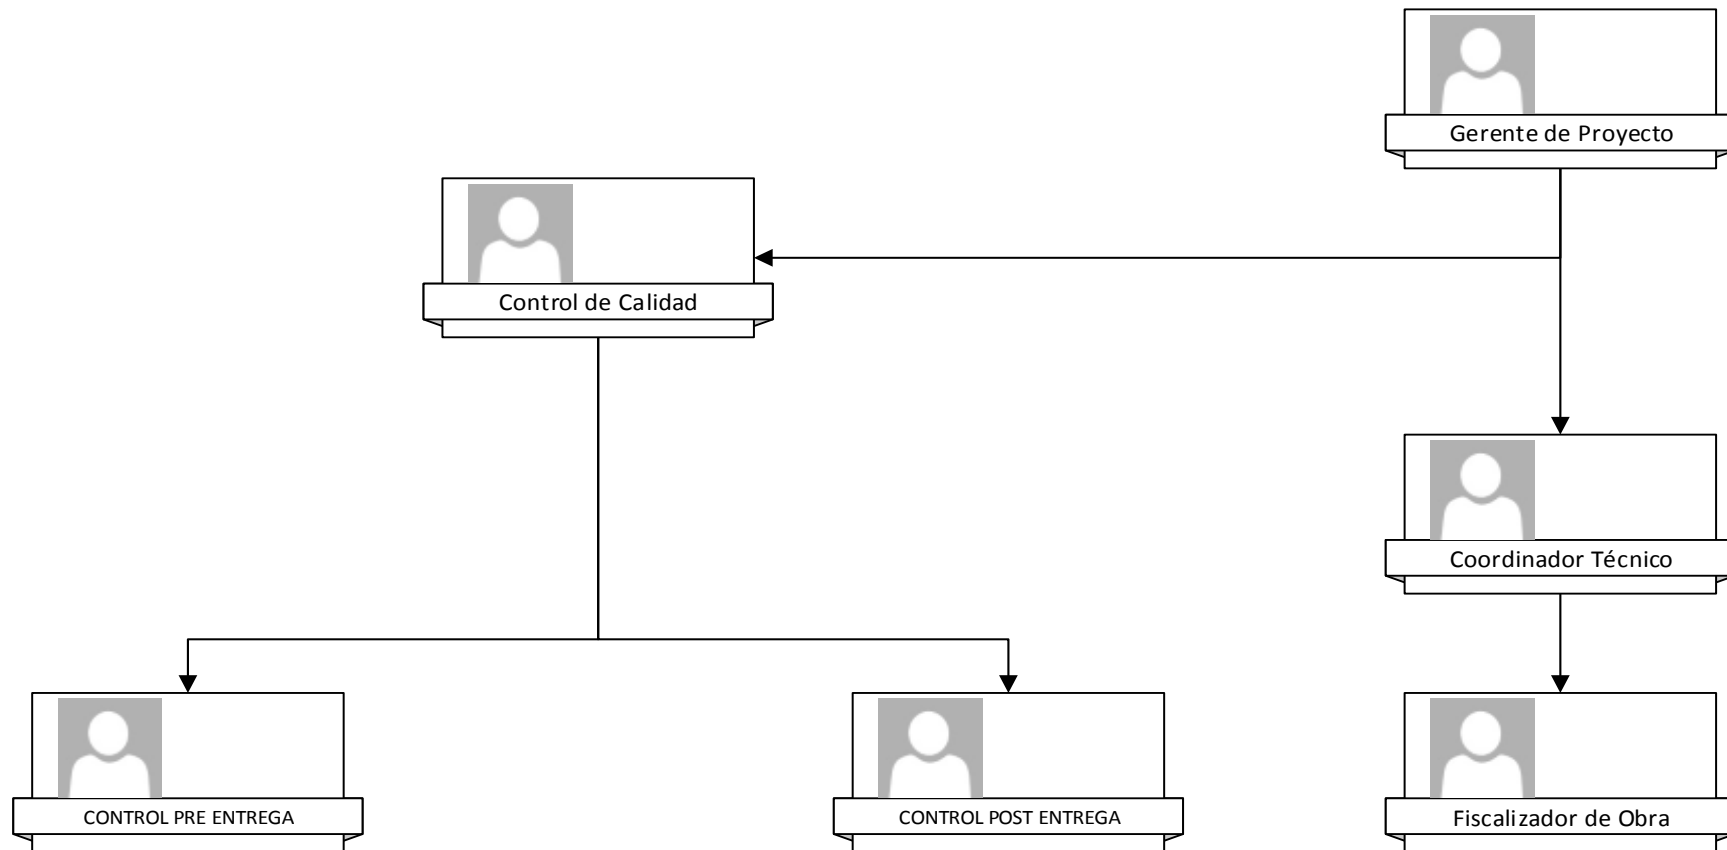 Gerente de Proyecto
Control de Calidad
Coordinador Técnico
CONTROL PRE ENTREGA
CONTROL POST ENTREGA
Fiscalizador de Obra